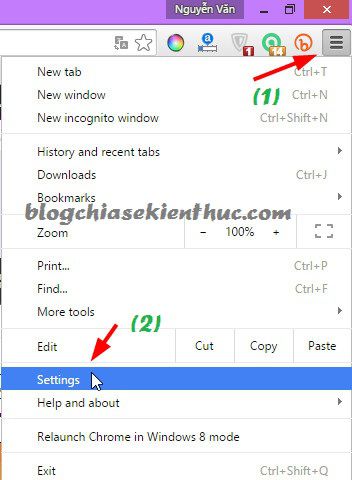 Nguyễn Văn
1
14
New tab Ctrl+T
(1)
New window Ctrl+N
New incognito window Ctrl+Shift+N
History and recent tabs
Downloads Ctrl+J
Bookmarks
blogchiasekienthuc.com
Zoom - 100% +
Print... Ctrl+P
Find... Ctrl+F
More tools
(2)
Edit Cut Copy Paste
Settings
Help and about
Relaunch Chrome in Windows 8 mode
Exit Ctrl+Shift+Q